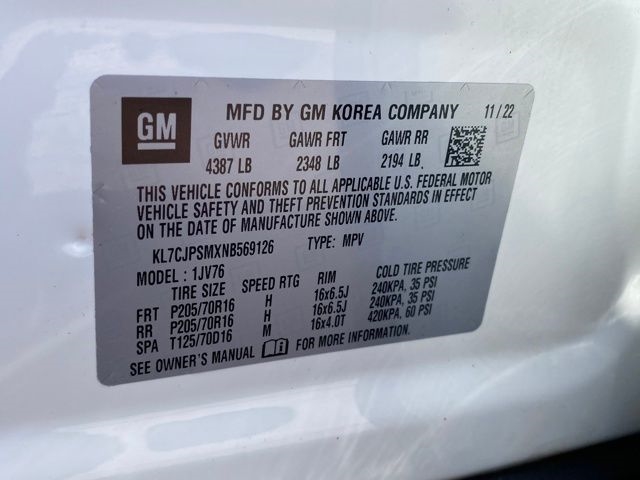 GM
MFD BY GM KOREA COMPANY 11/22
GVWR GAWR FRT GAWR RR
4387 LB 2348 LB 2194 LB
THIS VEHICLE CONFORMS TO ALL APPLICABLE U.S. FEDERAL MOTOR
VEHICLE SAFETY AND THEFT PREVENTION STANDARDS IN EFFECT
ON THE DATE OF MANUFACTURE SHOWN ABOVE.
KL7CJPSMXNB569126 TYPE: MPV
MODEL: 1JV76
TIRE SIZE SPEED RTG RIM COLD TIRE PRESSURE
FRT P205/70R16 H 16x6.5J 240KPA, 35 PSI
RR P205/70R16 H 16x6.5J 240KPA, 35 PSI
SPA T125/70D16 M 16x4.0T 420KPA, 60 PSI
SEE OWNER'S MANUAL FOR MORE INFORMATION.